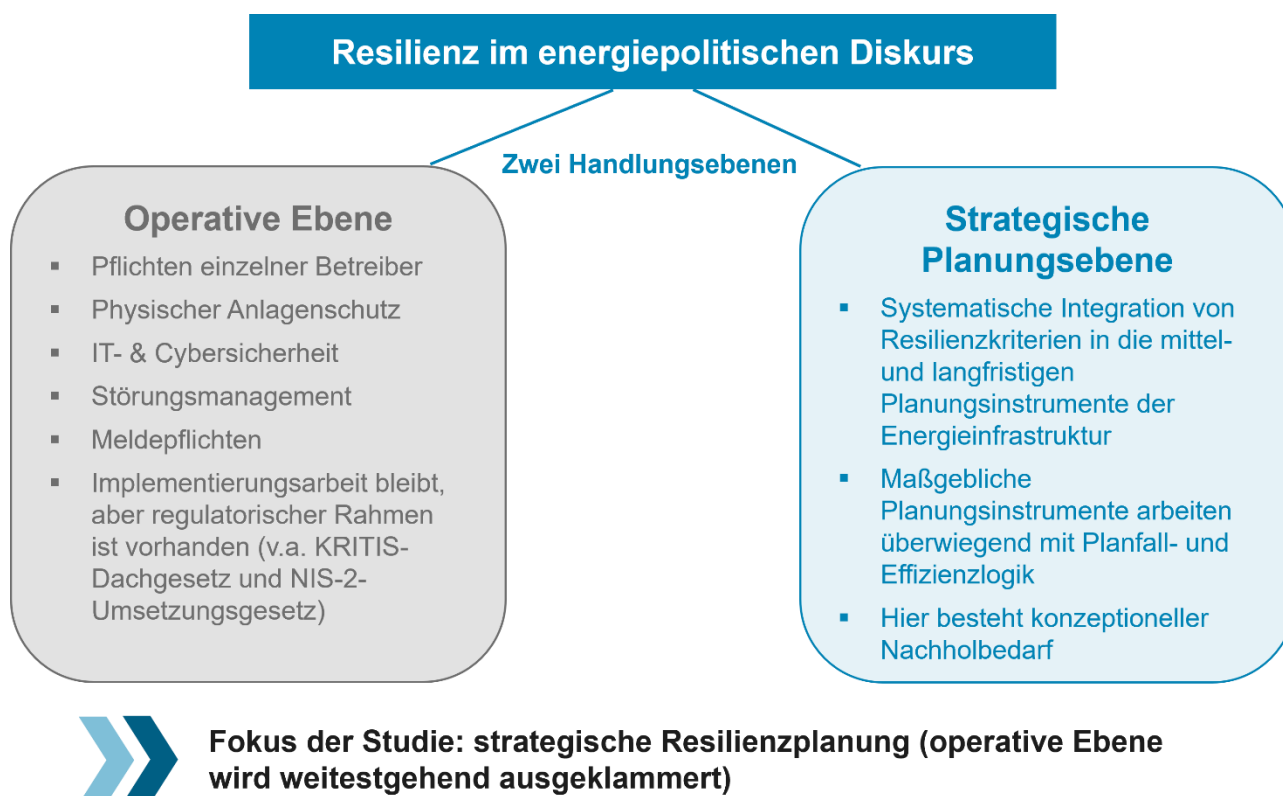 Resilienz im energiepolitischen Diskurs
Zwei Handlungsebenen
Operative Ebene
▪ Pflichten einzelner Betreiber
▪ Physischer Anlagenschutz
▪ IT- & Cybersicherheit
▪ Störungsmanagement
▪ Meldepflichten
▪ Implementierungsarbeit bleibt,
aber regulatorischer Rahmen
ist vorhanden (v.a. KRITIS-
Dachgesetz und NIS-2-
Umsetzungsgesetz)
Strategische
Planungsebene
▪ Systematische Integration von
Resilienzkriterien in die mittel-
und langfristigen
Planungsinstrumente der
Energieinfrastruktur
▪ Maßgebliche
Planungsinstrumente arbeiten
überwiegend mit Planfall- und
Effizienzlogik
▪ Hier besteht konzeptioneller
Nachholbedarf
Fokus der Studie: strategische Resilienzplanung (operative Ebene
wird weitestgehend ausgeklammert)